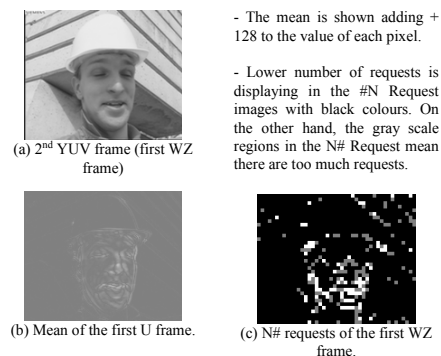 - The mean is shown adding +
128 to the value of each pixel.
- Lower number of requests is
displaying in the #N Request
images with black colours. On
the other hand, the gray scale
regions in the N# Request mean
there are too much requests.
(a) 2nd YUV frame (first WZ
frame)
(b) Mean of the first U frame.
(c) N# requests of the first WZ
frame.